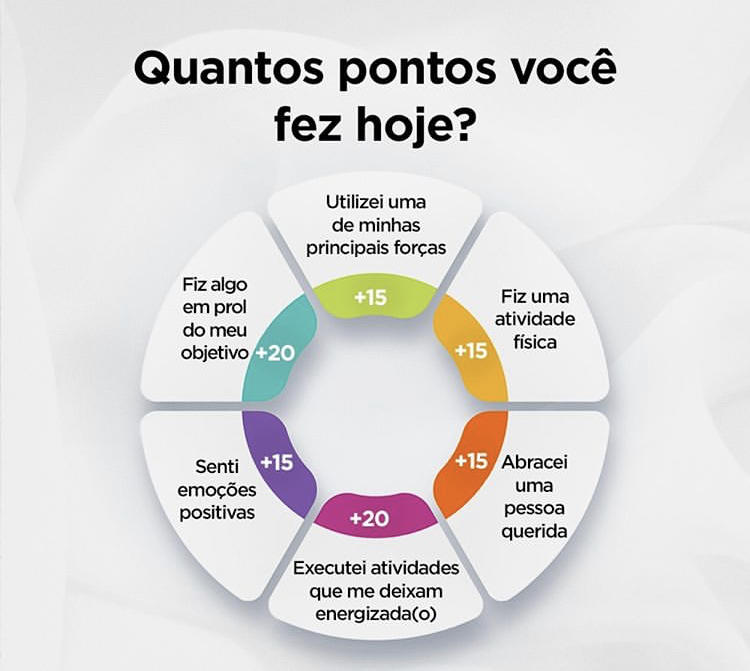 Quantos pontos você
fez hoje?
Utilizei uma
de minhas
principais forças
+15
Fiz uma
atividade
física
+15
Abracei
uma
pessoa
querida
+15
Executei atividades
que me deixam
energizada(o)
+20
Senti
emoções
positivas
+15
Fiz algo
em prol
do meu
objetivo
+20